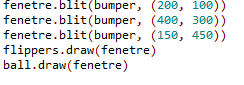 fenetre.blit(bumper, (200, 100))
fenetre.blit(bumper, (400, 300))
fenetre.blit(bumper, (150, 450))
flippers.draw(fenetre)
ball.draw(fenetre)